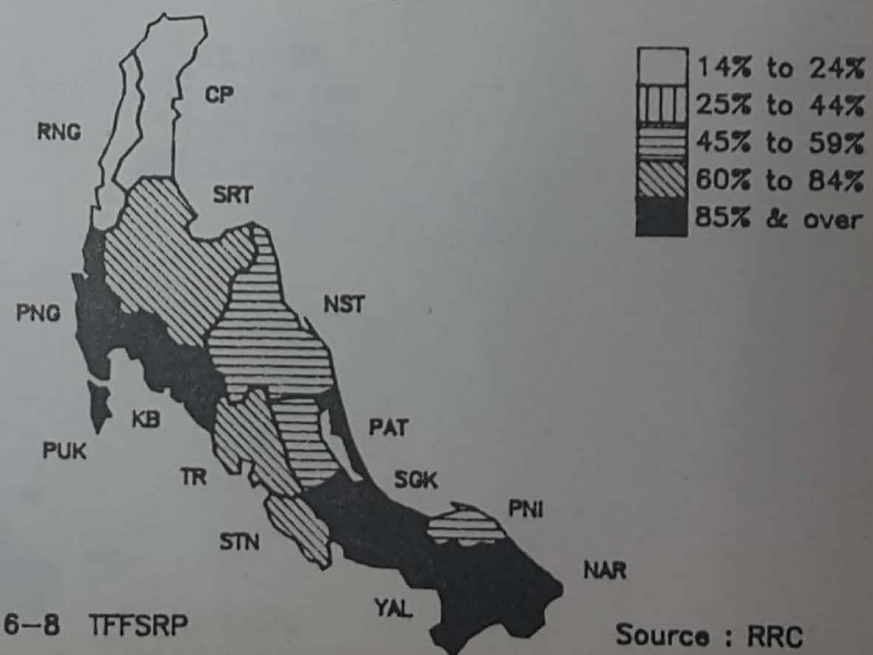 14% to 24%
25% to 44%
45% to 59%
60% to 84%
85% & over
CP
RNG
SRT
PNG
NST
KB
PUK
PAT
TR
SGK
PNI
STN
NAR
YAL
6-8 TFFSRP
Source : RRC